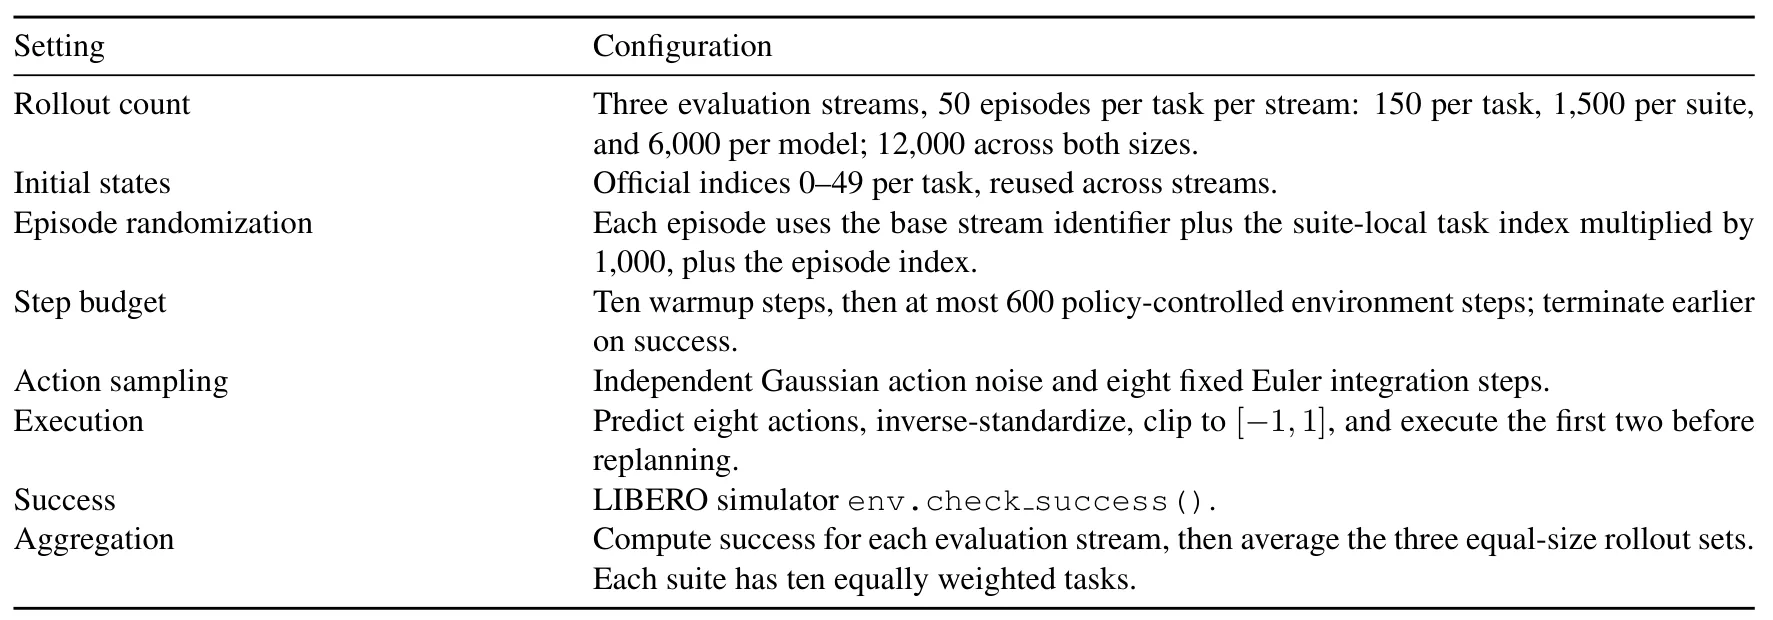 Setting Configuration
Rollout count Three evaluation streams, 50 episodes per task per stream: 150 per task, 1,500 per suite,
and 6,000 per model; 12,000 across both sizes.
Initial states Official indices 0–49 per task, reused across streams.
Episode randomization Each episode uses the base stream identifier plus the suite-local task index multiplied by
1,000, plus the episode index.
Step budget Ten warmup steps, then at most 600 policy-controlled environment steps; terminate earlier
on success.
Action sampling Independent Gaussian action noise and eight fixed Euler integration steps.
Execution Predict eight actions, inverse-standardize, clip to [−1, 1], and execute the first two before
replanning.
Success LIBERO simulator env.check_success().
Aggregation Compute success for each evaluation stream, then average the three equal-size rollout sets.
Each suite has ten equally weighted tasks.